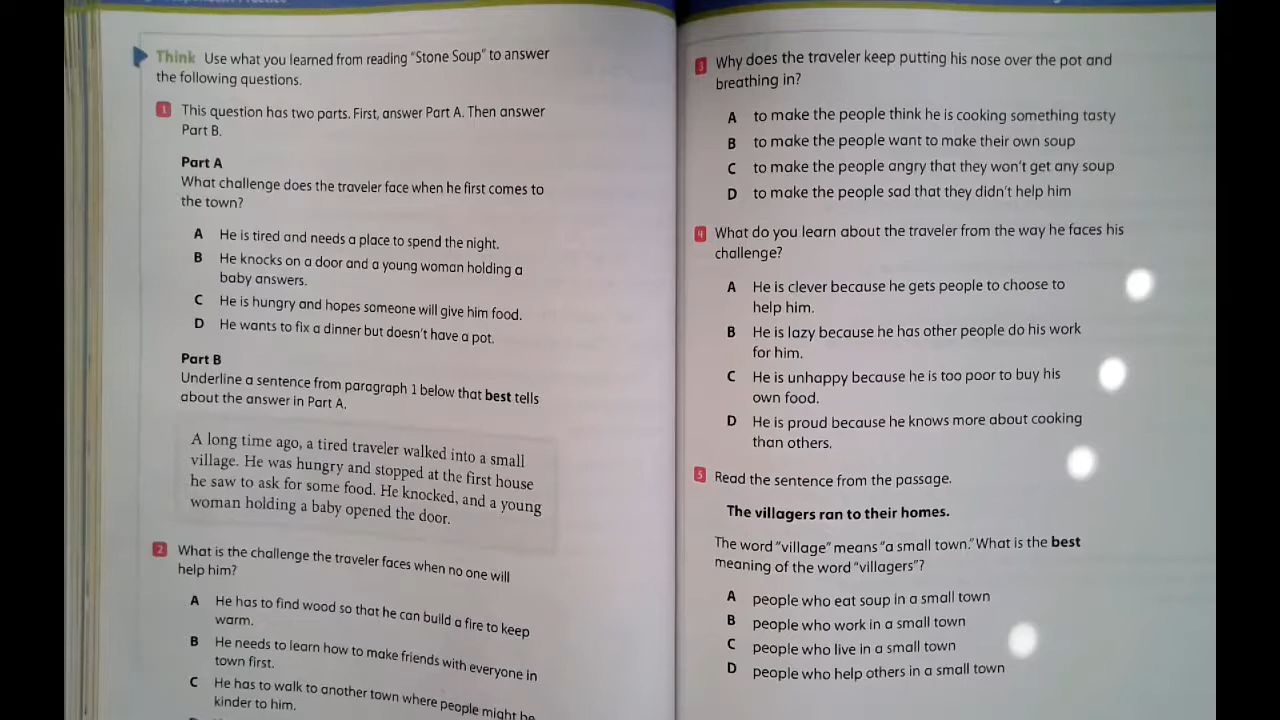 Think Use what you learned from reading "Stone Soup" to answer
the following questions.
1 This question has two parts. First, answer Part A. Then answer
Part B.
Part A
What challenge does the traveler face when he first comes to
the town?
A He is tired and needs a place to spend the night.
B He knocks on a door and a young woman holding a
baby answers.
C He is hungry and hopes someone will give him food.
D He wants to fix a dinner but doesn't have a pot.
Part B
Underline a sentence from paragraph 1 below that best tells
about the answer in Part A.
A long time ago, a tired traveler walked into a small
village. He was hungry and stopped at the first house
he saw to ask for some food. He knocked, and a young
woman holding a baby opened the door.
2 What is the challenge the traveler faces when no one will
help him?
A He has to find wood so that he can build a fire to keep
warm.
B He needs to learn how to make friends with everyone in
town first.
C He has to walk to another town where people might be
kinder to him.
3 Why does the traveler keep putting his nose over the pot and
breathing in?
A to make the people think he is cooking something tasty
B to make the people want to make their own soup
C to make the people angry that they won't get any soup
D to make the people sad that they didn't help him
4 What do you learn about the traveler from the way he faces his
challenge?
A He is clever because he gets people to choose to
help him.
B He is lazy because he has other people do his work
for him.
C He is unhappy because he is too poor to buy his
own food.
D He is proud because he knows more about cooking
than others.
5 Read the sentence from the passage.
The villagers ran to their homes.
The word "village" means "a small town." What is the best
meaning of the word "villagers"?
A people who eat soup in a small town
B people who work in a small town
C people who live in a small town
D people who help others in a small town